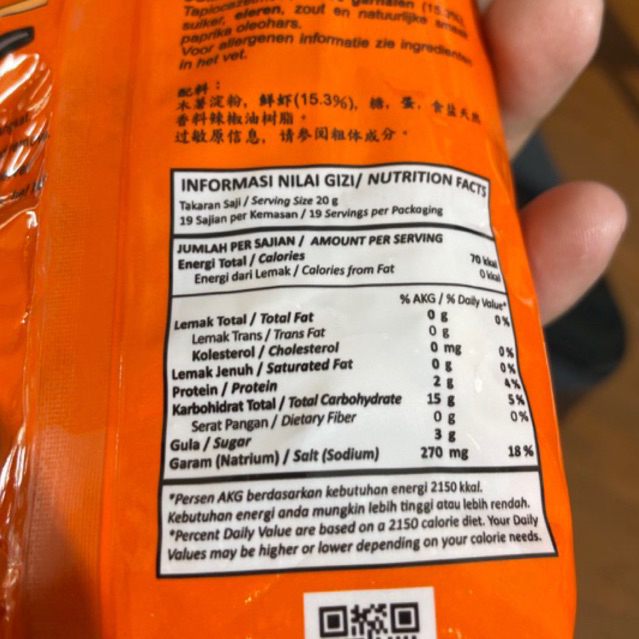 Tapiocazetmeel, garnalen (15.3%),
suiker, eieren, zout en natuurlijke
paprika oleohars.
Voor allergenen informatie zie ingredienten
in het vet.
配料：
木薯淀粉，鲜虾(15.3%)，糖，蛋，食盐天然
香料辣椒油树脂。
过敏原信息，请参阅粗体成分。
INFORMASI NILAI GIZI/ NUTRITION FACTS
Takaran Saji / Serving Size 20 g
19 Sajian per Kemasan / 19 Servings per Packaging
JUMLAH PER SAJIAN / AMOUNT PER SERVING
Energi Total / Calories 70 kkal
Energi dari Lemak / Calories from Fat 0 kkal
% AKG / % Daily Value*
Lemak Total / Total Fat 0 g 0%
Lemak Trans / Trans Fat 0 g
Kolesterol / Cholesterol 0 mg 0%
Lemak Jenuh / Saturated Fat 0 g 0%
Protein / Protein 2 g 4%
Karbohidrat Total / Total Carbohydrate 15 g 5%
Serat Pangan / Dietary Fiber 0 g 0%
Gula / Sugar 3 g
Garam (Natrium) / Salt (Sodium) 270 mg 18%
*Persen AKG berdasarkan kebutuhan energi 2150 kkal.
Kebutuhan energi anda mungkin lebih tinggi atau lebih rendah.
*Percent Daily Value are based on a 2150 calorie diet. Your Daily
Values may be higher or lower depending on your calorie needs.